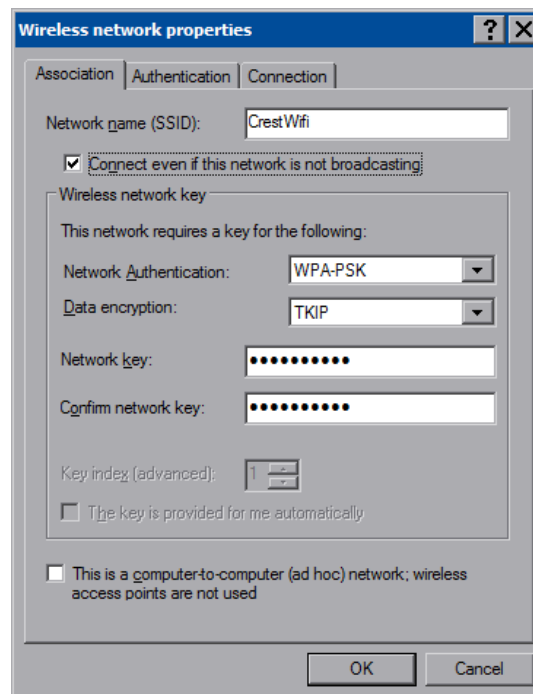 Wireless network properties
Association Authentication Connection
Network name (SSID): CrestWifi
Connect even if this network is not broadcasting
Wireless network key
This network requires a key for the following:
Network Authentication: WPA-PSK
Data encryption: TKIP
Network key: ••••••••••
Confirm network key: ••••••••••
Key index (advanced): 1
The key is provided for me automatically
This is a computer-to-computer (ad hoc) network; wireless
access points are not used
OK Cancel